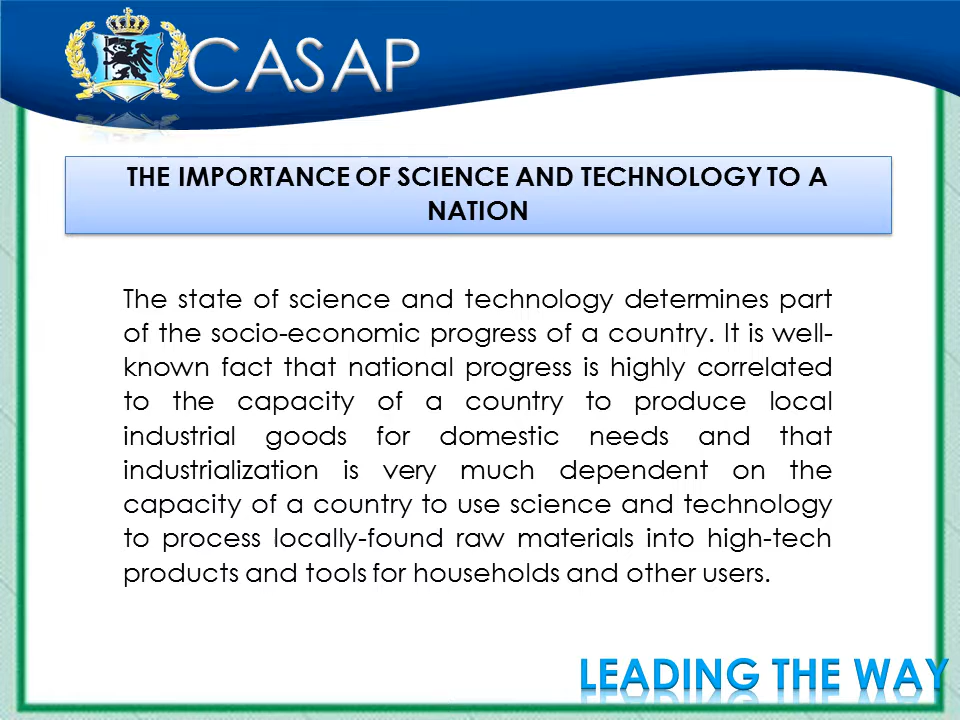 CASAP
THE IMPORTANCE OF SCIENCE AND TECHNOLOGY TO A
NATION
The state of science and technology determines part
of the socio-economic progress of a country. It is well-
known fact that national progress is highly correlated
to the capacity of a country to produce local
industrial goods for domestic needs and that
industrialization is very much dependent on the
capacity of a country to use science and technology
to process locally-found raw materials into high-tech
products and tools for households and other users.
LEADING THE WAY